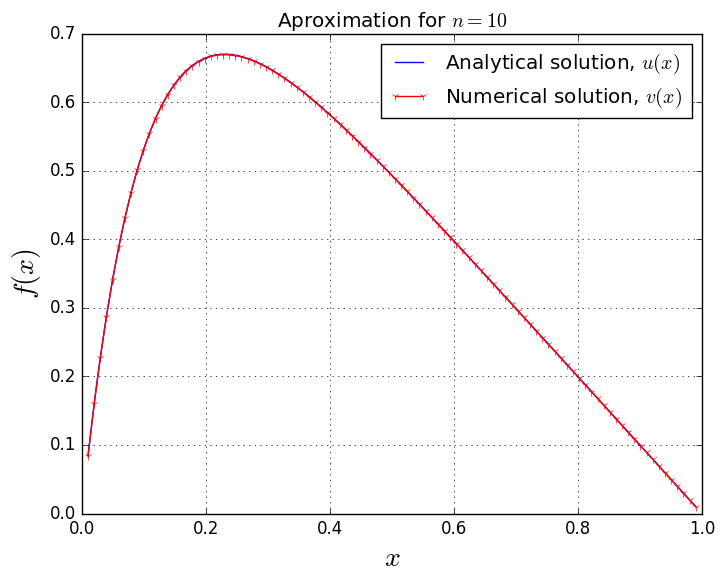 Aproximation for n = 10
0.7
0.6
0.5
0.4
0.3
0.2
0.1
0.0
f(x)
Analytical solution, u(x)
Numerical solution, v(x)
0.0 0.2 0.4 0.6 0.8 1.0
x